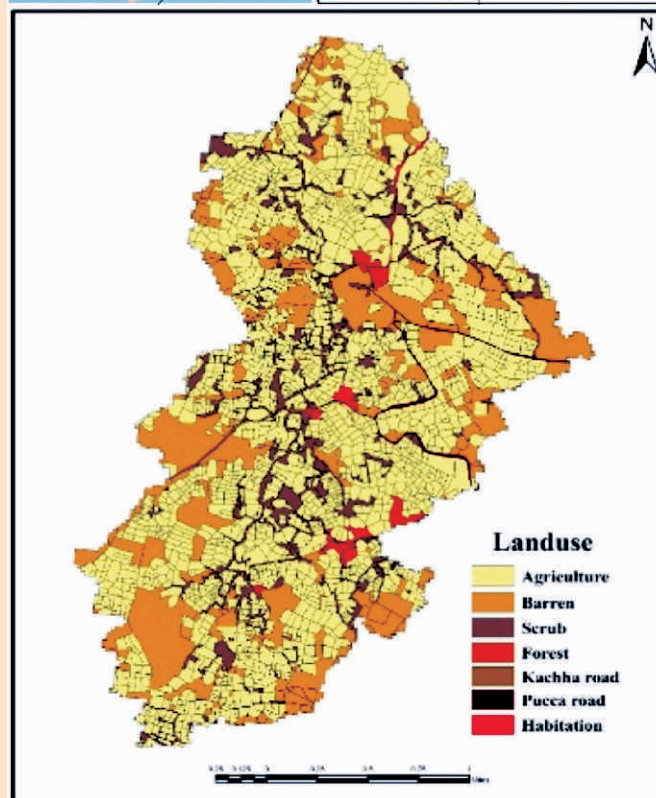 N
Landuse
Agriculture
Barren
Scrub
Forest
Kachha road
Pucca road
Habitation